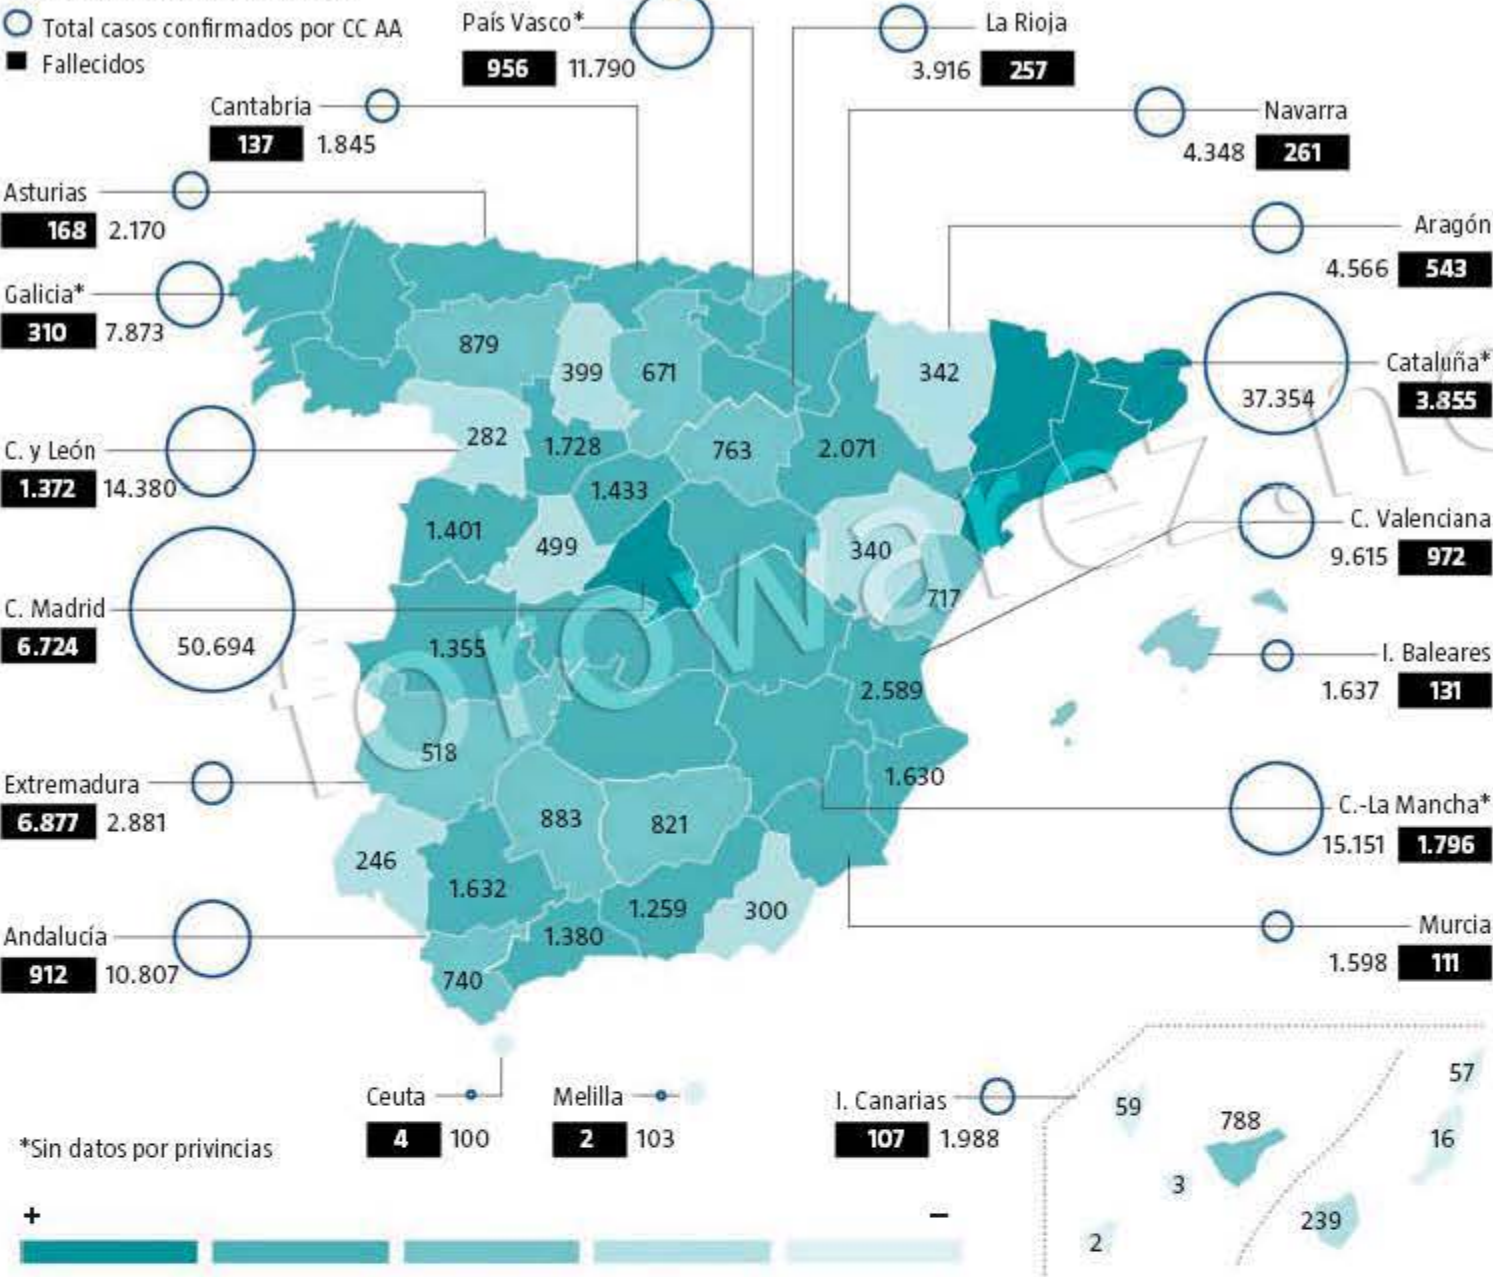 Total casos confirmados por CC AA
Fallecidos
País Vasco*
956 11.790
La Rioja
3.916 257
Cantabria
137 1.845
Navarra
4.348 261
Asturias
168 2.170
Aragón
4.566 543
Galicia*
310 7.873
Cataluña*
37.354
3.855
C. y León
1.372 14.380
C. Valenciana
9.615 972
C. Madrid
6.724
50.694
I. Baleares
1.637 131
Extremadura
6.877 2.881
C.-La Mancha*
15.151 1.796
Andalucía
912 10.807
Murcia
1.598 111
879
399
671
342
282
1.728
763
2.071
1.433
1.401
499
340
717
1.355
2.589
518
1.630
883
821
246
1.632
1.259
300
1.380
740
Ceuta
4 100
Melilla
2 103
I. Canarias
107 1.988
57
59
788
16
3
239
2
*Sin datos por privincias
+ −
forowarez.n